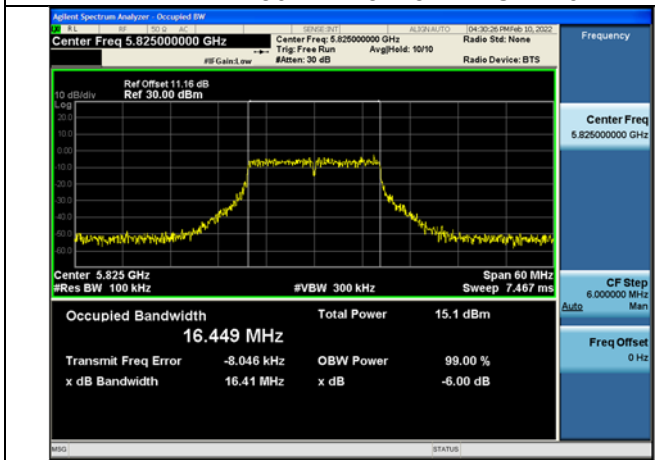 Agilent Spectrum Analyzer - Occupied BW
RL RF 50 Ω AC SENSE:INT ALIGNAUTO 04:30:26 PM Feb 10, 2022
Center Freq 5.825000000 GHz
Center Freq: 5.825000000 GHz
Radio Std: None
Trig: Free Run Avg|Hold: 10/10
#IFGain:Low #Atten: 30 dB Radio Device: BTS
Ref Offset 11.16 dB
10 dB/div Ref 30.00 dBm
Log
20.0
10.0
0.00
-10.0
-20.0
-30.0
-40.0
-50.0
-60.0
Center 5.825 GHz Span 60 MHz
#Res BW 100 kHz #VBW 300 kHz Sweep 7.467 ms
Occupied Bandwidth Total Power 15.1 dBm
16.449 MHz
Transmit Freq Error -8.046 kHz OBW Power 99.00 %
x dB Bandwidth 16.41 MHz x dB -6.00 dB
MSG STATUS
Frequency
Center Freq
5.825000000 GHz
CF Step
6.000000 MHz
Auto Man
Freq Offset
0 Hz